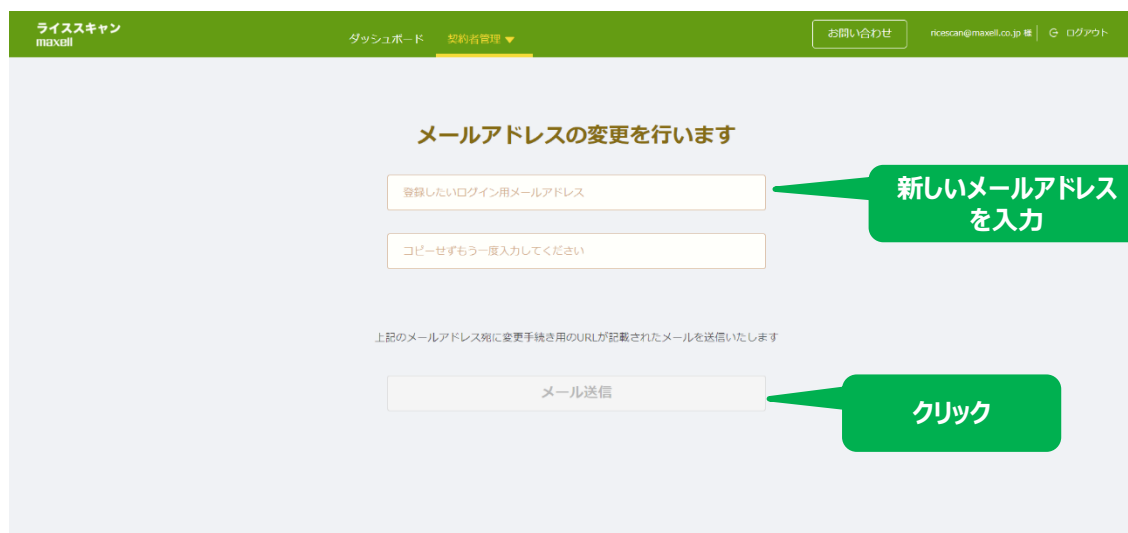 ライススキャン
maxell
ダッシュボード 契約者管理 ▼
お問い合わせ
ricescan@maxell.co.jp 様
ログアウト
メールアドレスの変更を行います
登録したいログイン用メールアドレス
新しいメールアドレス
を入力
コピーせずもう一度入力してください
上記のメールアドレス宛に変更手続き用のURLが記載されたメールを送信いたします
メール送信
クリック